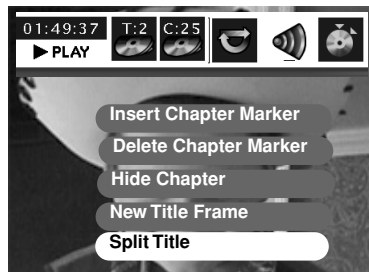 01:49:37 T:2 C:25
PLAY
Insert Chapter Marker
Delete Chapter Marker
Hide Chapter
New Title Frame
Split Title